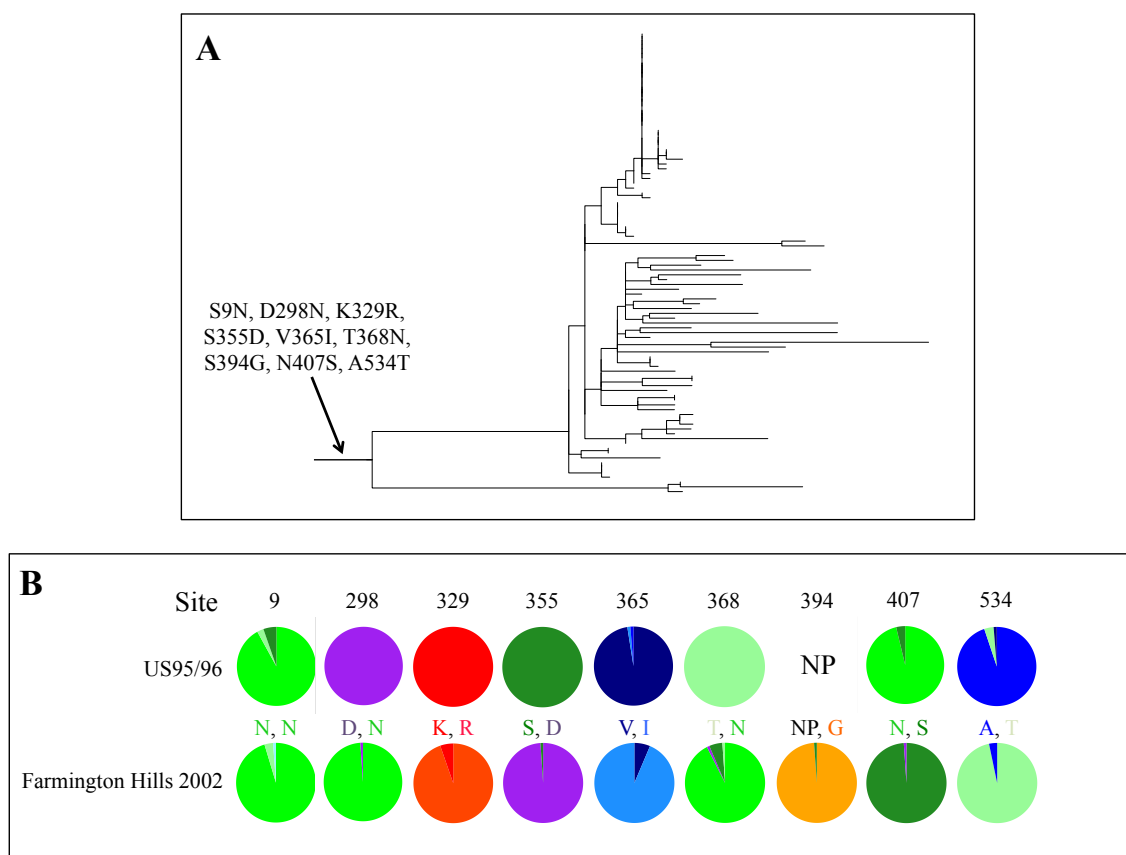 A
S9N, D298N, K329R,
S355D, V365I, T368N,
S394G, N407S, A534T
B
Site 9 298 329 355 365 368 394 407 534
US95/96 NP
N, N D, N K, R S, D V, I T, N NP, G N, S A, T
Farmington Hills 2002